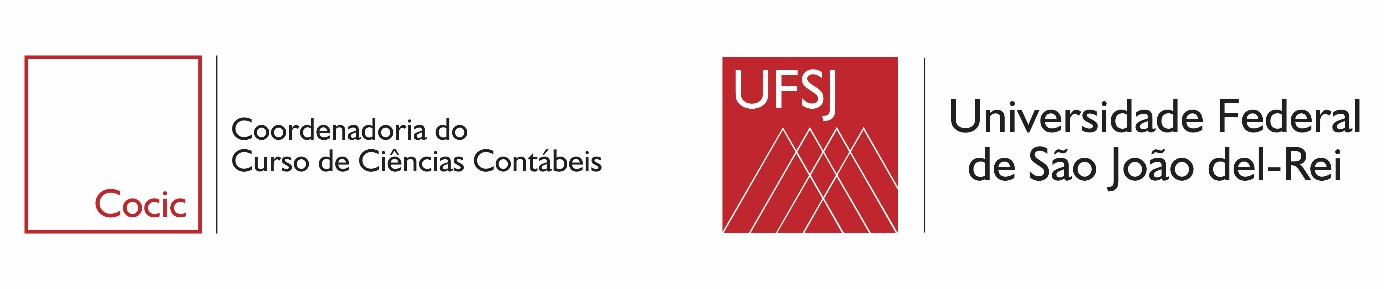 Cocic
Coordenadoria do
Curso de Ciências Contábeis
UFSJ
Universidade Federal
de São João del-Rei